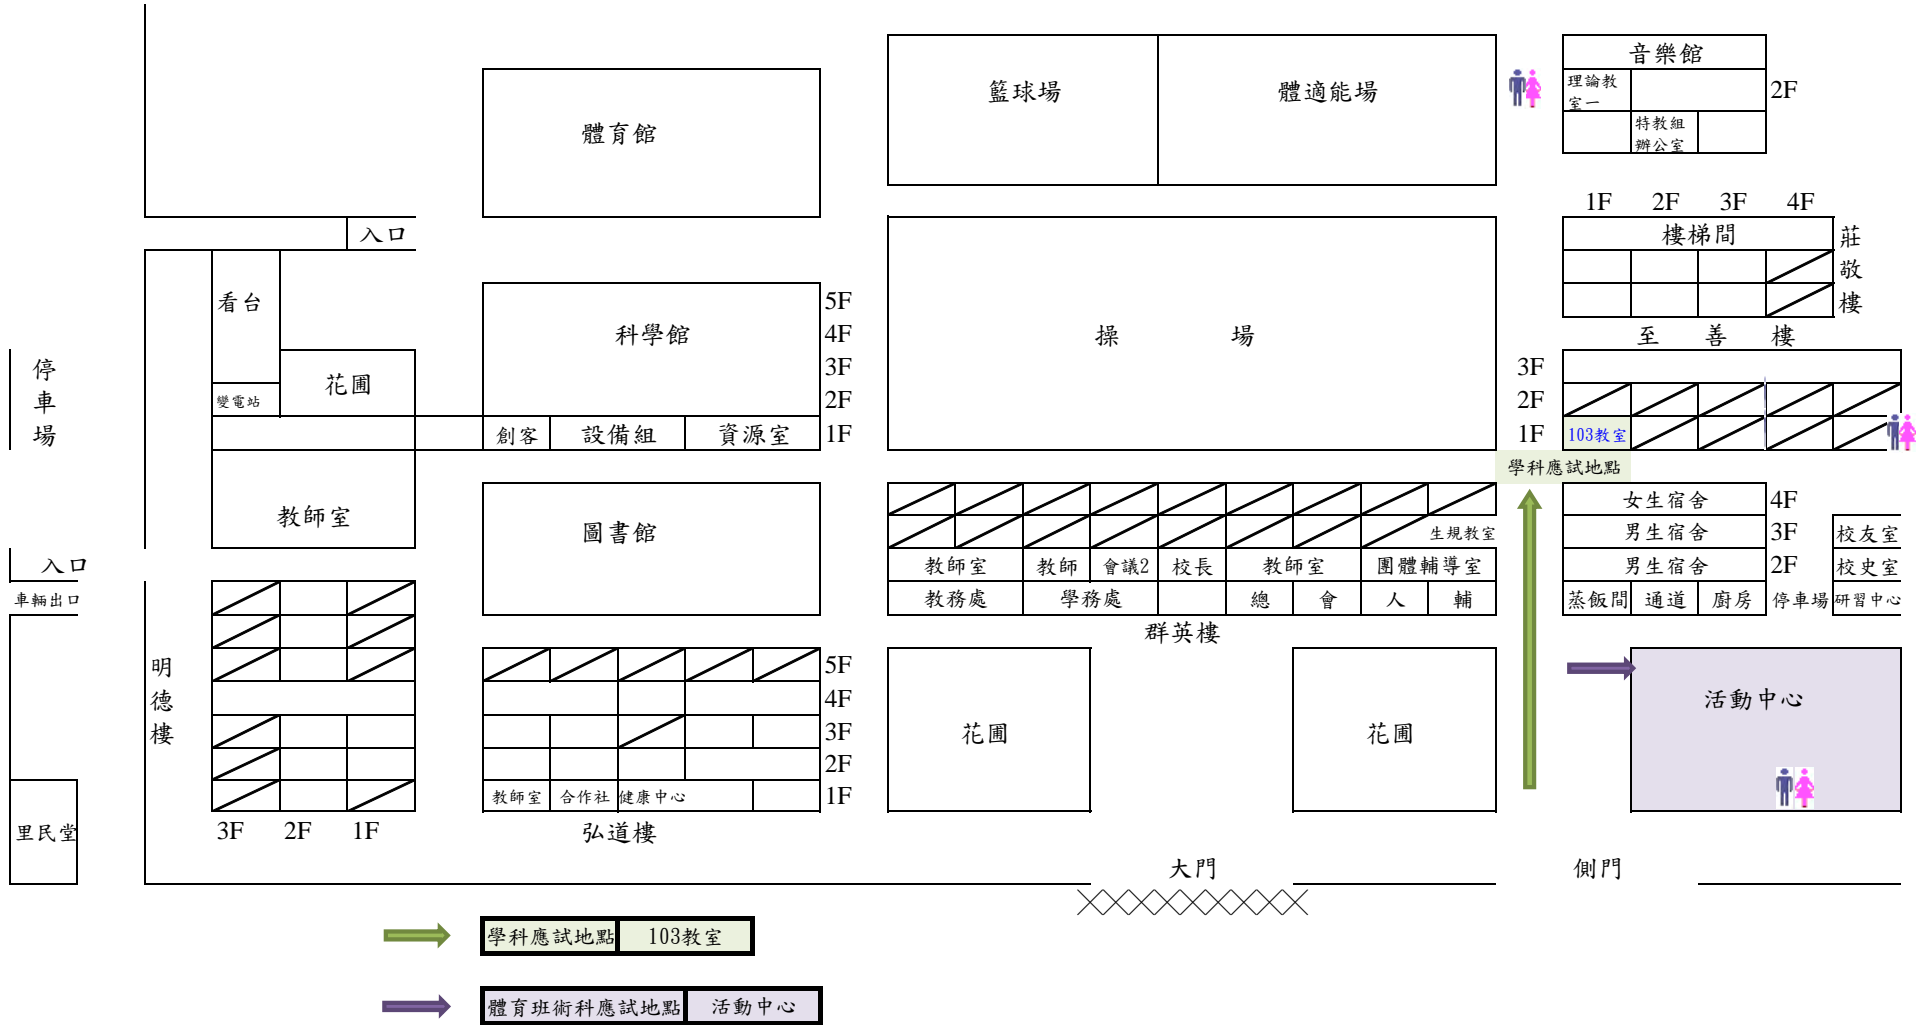 音樂館
理論教
室一
2F
特教組
辦公室
籃球場
體適能場
體育館
1F 2F 3F 4F
入口
樓梯間
莊敬樓
看台
科學館
5F
4F
3F
2F
1F
操場
至善樓
停車場
花圃
變電站
創客
設備組
資源室
3F
2F
1F
103教室
學科應試地點
教師室
圖書館
生規教室
教師室
教師
會議2
校長
教師室
團體輔導室
教務處
學務處
總
會
人
輔
群英樓
女生宿舍
4F
男生宿舍
3F
校友室
男生宿舍
2F
校史室
蒸飯間
通道
廚房
停車場
研習中心
入口
車輛出口
明德樓
5F
4F
3F
2F
教師室
合作社
健康中心
1F
花圃
花圃
活動中心
里民堂
3F 2F 1F
弘道樓
大門
側門
學科應試地點
103教室
體育班術科應試地點
活動中心